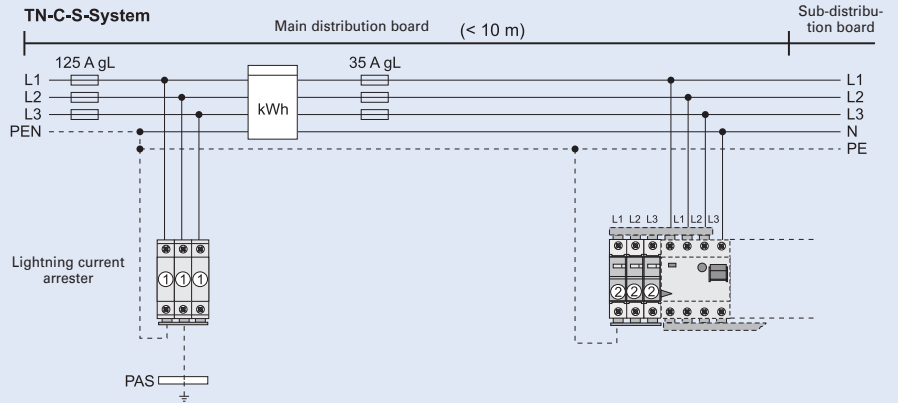 TN-C-S-System
Main distribution board
(< 10 m)
Sub-distribu-
tion board
125 A gL
35 A gL
L1
L2
L3
PEN
kWh
L1
L2
L3
N
PE
L1 L2 L3 L1 L2 L3
Lightning current
arrester
1 1 1
2 2 2
PAS